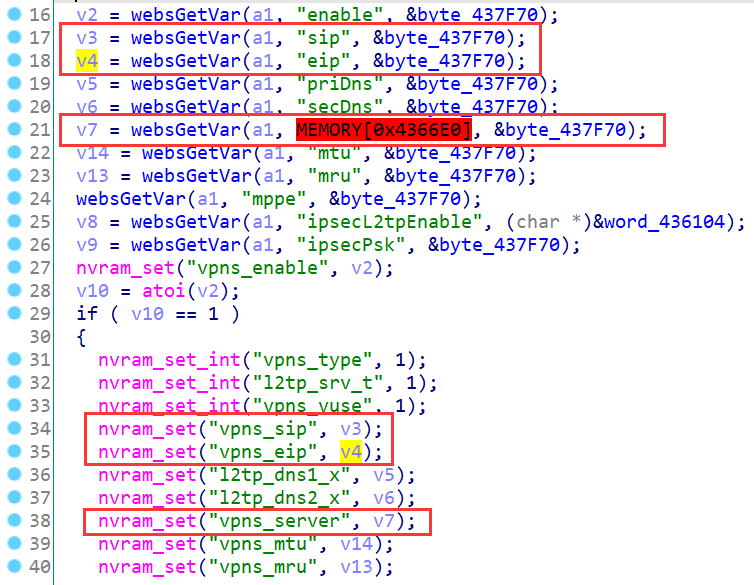 16 v2 = websGetVar(a1, "enable", &byte_437F70);
17 v3 = websGetVar(a1, "sip", &byte_437F70);
18 v4 = websGetVar(a1, "eip", &byte_437F70);
19 v5 = websGetVar(a1, "priDns", &byte_437F70);
20 v6 = websGetVar(a1, "secDns", &byte_437F70);
21 v7 = websGetVar(a1, MEMORY[0x4366E0], &byte_437F70);
22 v14 = websGetVar(a1, "mtu", &byte_437F70);
23 v13 = websGetVar(a1, "mru", &byte_437F70);
24 websGetVar(a1, "mppe", &byte_437F70);
25 v8 = websGetVar(a1, "ipsecL2tpEnable", (char *)&word_436104);
26 v9 = websGetVar(a1, "ipsecPsk", &byte_437F70);
27 nvram_set("vpns_enable", v2);
28 v10 = atoi(v2);
29 if ( v10 == 1 )
30 {
31 nvram_set_int("vpns_type", 1);
32 nvram_set_int("l2tp_srv_t", 1);
33 nvram_set_int("vpns_vuse", 1);
34 nvram_set("vpns_sip", v3);
35 nvram_set("vpns_eip", v4);
36 nvram_set("l2tp_dns1_x", v5);
37 nvram_set("l2tp_dns2_x", v6);
38 nvram_set("vpns_server", v7);
39 nvram_set("vpns_mtu", v14);
40 nvram_set("vpns_mru", v13);